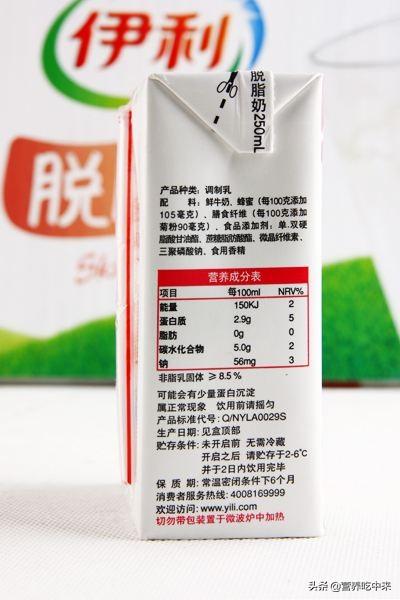 伊利
脱
脱脂奶250mL
产品种类：调制乳
配　　料：鲜牛奶、蜂蜜（每100克添加
105毫克）、膳食纤维（每100克添加
菊粉90毫克）、食品添加剂：单.双硬
脂酸甘油酯、蔗糖脂肪酸酯、微晶纤维素、
三聚磷酸钠、食用香精
营养成分表
项目 每100ml NRV%
能量 150KJ 2
蛋白质 2.9g 5
脂肪 0g 0
碳水化合物 5.0g 2
钠 56mg 3
非脂乳固体 ≥8.5%
可能会有少量蛋白沉淀
属正常现象　饮用前请摇匀
产品标准代号：Q/NYLA0029S
生产日期：见盒顶部
贮存条件：未开启前 无需冷藏
开启之后 请贮存于2-6℃
并于2日内饮用完毕
保 质 期：常温密闭条件下6个月
消费者服务热线：4008169999
欢迎访问：www.yili.com
切勿带包装置于微波炉中加热
头条@营养吃中来